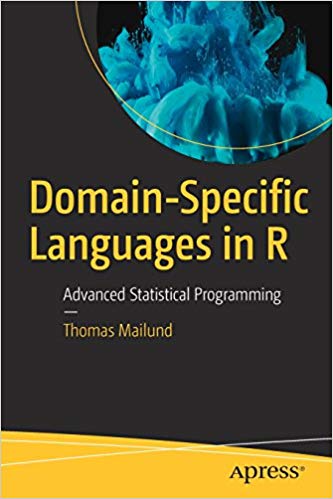 Domain-Specific
Languages in R
Advanced Statistical Programming
—
Thomas Mailund
Apress®